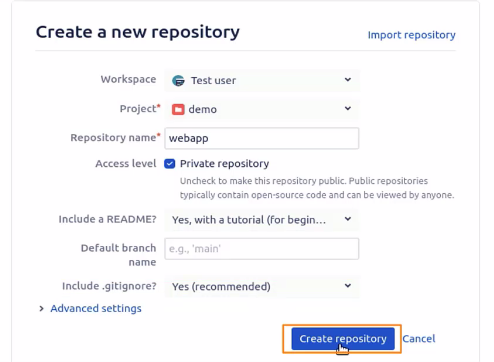 Create a new repository
Import repository
Workspace Test user
Project* demo
Repository name* webapp
Access level Private repository
Uncheck to make this repository public. Public repositories
typically contain open-source code and can be viewed by anyone.
Include a README? Yes, with a tutorial (for begin...
Default branch
name
e.g., 'main'
Include .gitignore? Yes (recommended)
Advanced settings
Create repository Cancel